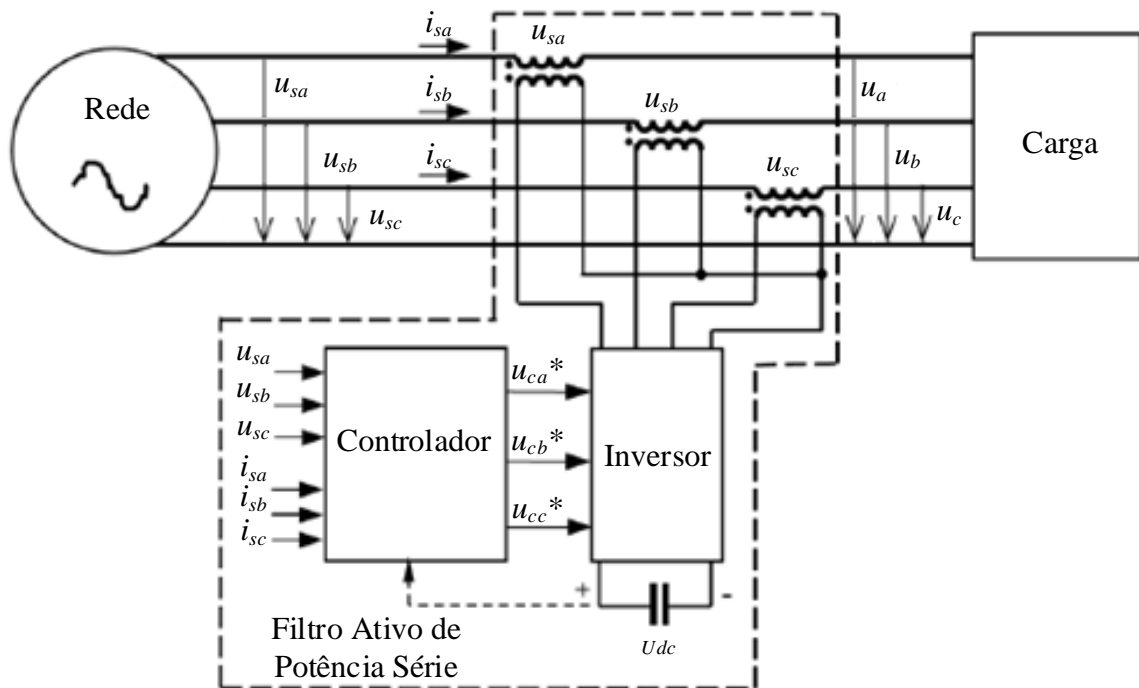 i_sa
u_sa
u_sa
u_a
Rede
i_sb
u_sb
Carga
u_sb
i_sc
u_sc
u_b
u_sc
u_c
u_sa
u_sb
u_sc
i_sa
i_sb
i_sc
Controlador
u_ca*
u_cb*
u_cc*
Inversor
+
-
Udc
Filtro Ativo de
Potência Série